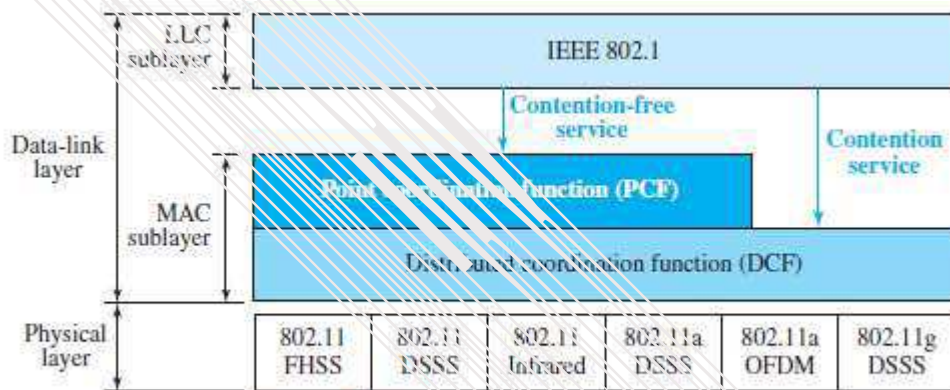 LLC
sublayer
IEEE 802.1
Contention-free
service
Contention
service
Data-link
layer
Point coordination function (PCF)
MAC
sublayer
Distributed coordination function (DCF)
Physical
layer
802.11
FHSS
802.11
DSSS
802.11
Infrared
802.11a
DSSS
802.11a
OFDM
802.11g
DSSS